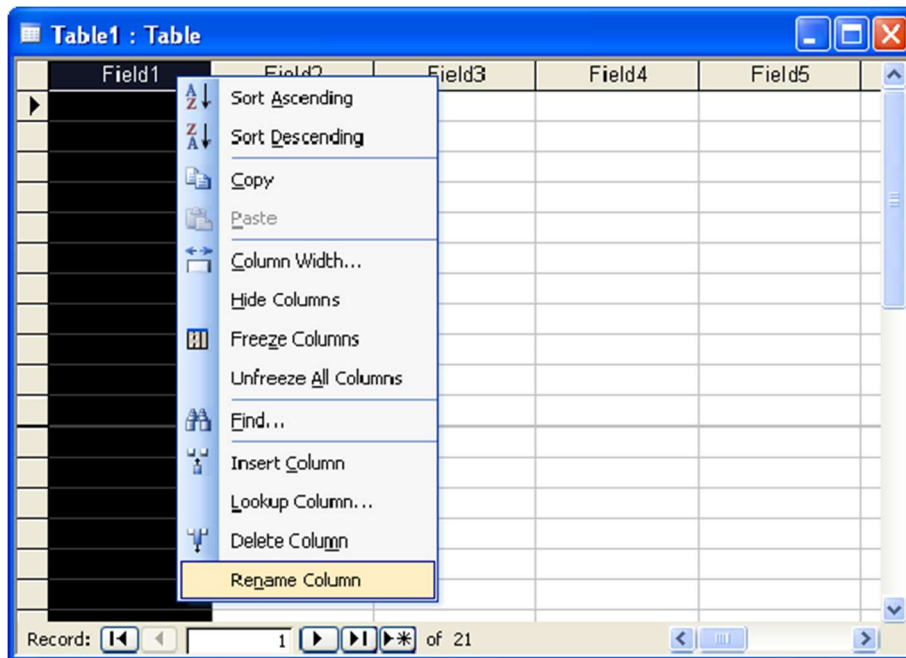 Table1 : Table
Field1 Field2 Field3 Field4 Field5
Sort Ascending
Sort Descending
Copy
Paste
Column Width...
Hide Columns
Freeze Columns
Unfreeze All Columns
Find...
Insert Column
Lookup Column...
Delete Column
Rename Column
Record: 1 of 21